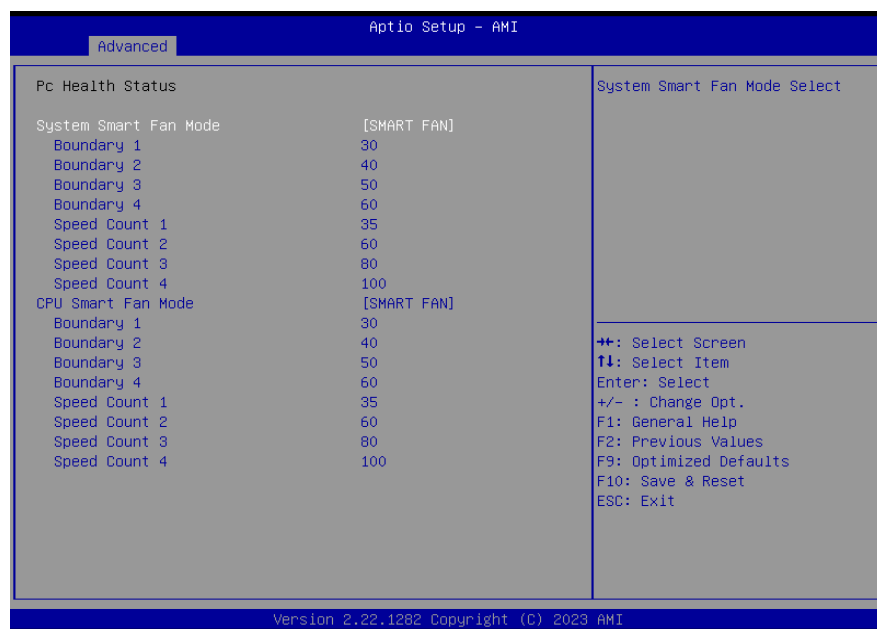 Aptio Setup – AMI
Advanced
Pc Health Status
System Smart Fan Mode [SMART FAN]
Boundary 1 30
Boundary 2 40
Boundary 3 50
Boundary 4 60
Speed Count 1 35
Speed Count 2 60
Speed Count 3 80
Speed Count 4 100
CPU Smart Fan Mode [SMART FAN]
Boundary 1 30
Boundary 2 40
Boundary 3 50
Boundary 4 60
Speed Count 1 35
Speed Count 2 60
Speed Count 3 80
Speed Count 4 100
System Smart Fan Mode Select
→←: Select Screen
↑↓: Select Item
Enter: Select
+/- : Change Opt.
F1: General Help
F2: Previous Values
F9: Optimized Defaults
F10: Save & Reset
ESC: Exit
Version 2.22.1282 Copyright (C) 2023 AMI